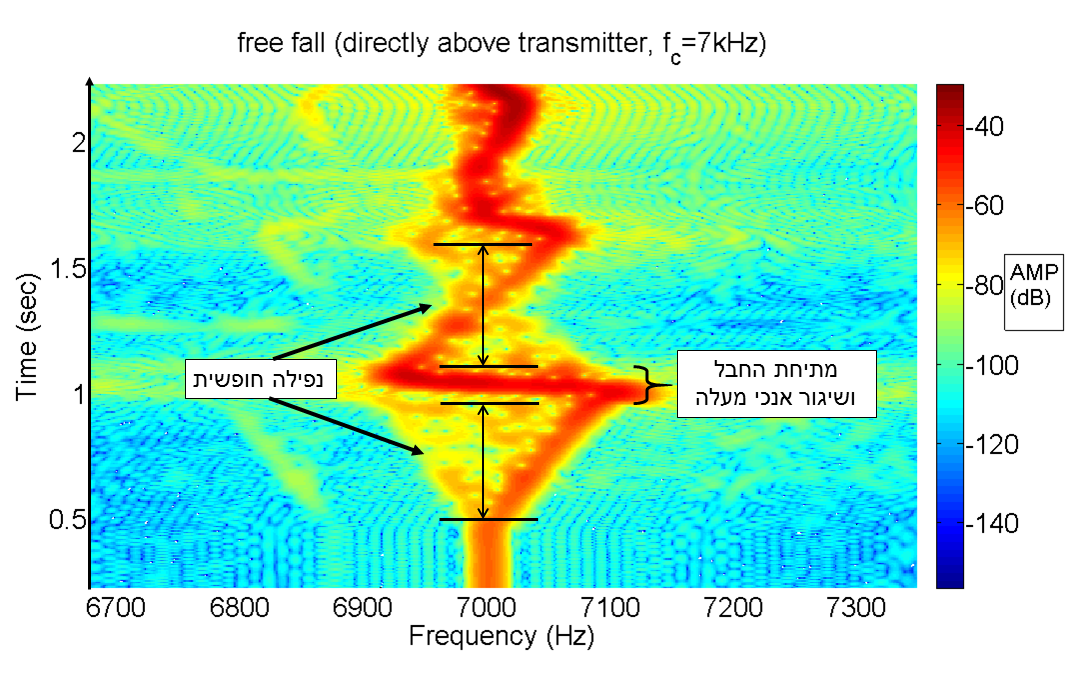 free fall (directly above transmitter, fc=7kHz)
2
1.5
1
0.5
Time (sec)
6700 6800 6900 7000 7100 7200 7300
Frequency (Hz)
נפילה חופשית
מתיחת החבל
ושיגור אנכי מעלה
-40
-60
-80
-100
-120
-140
AMP
(dB)